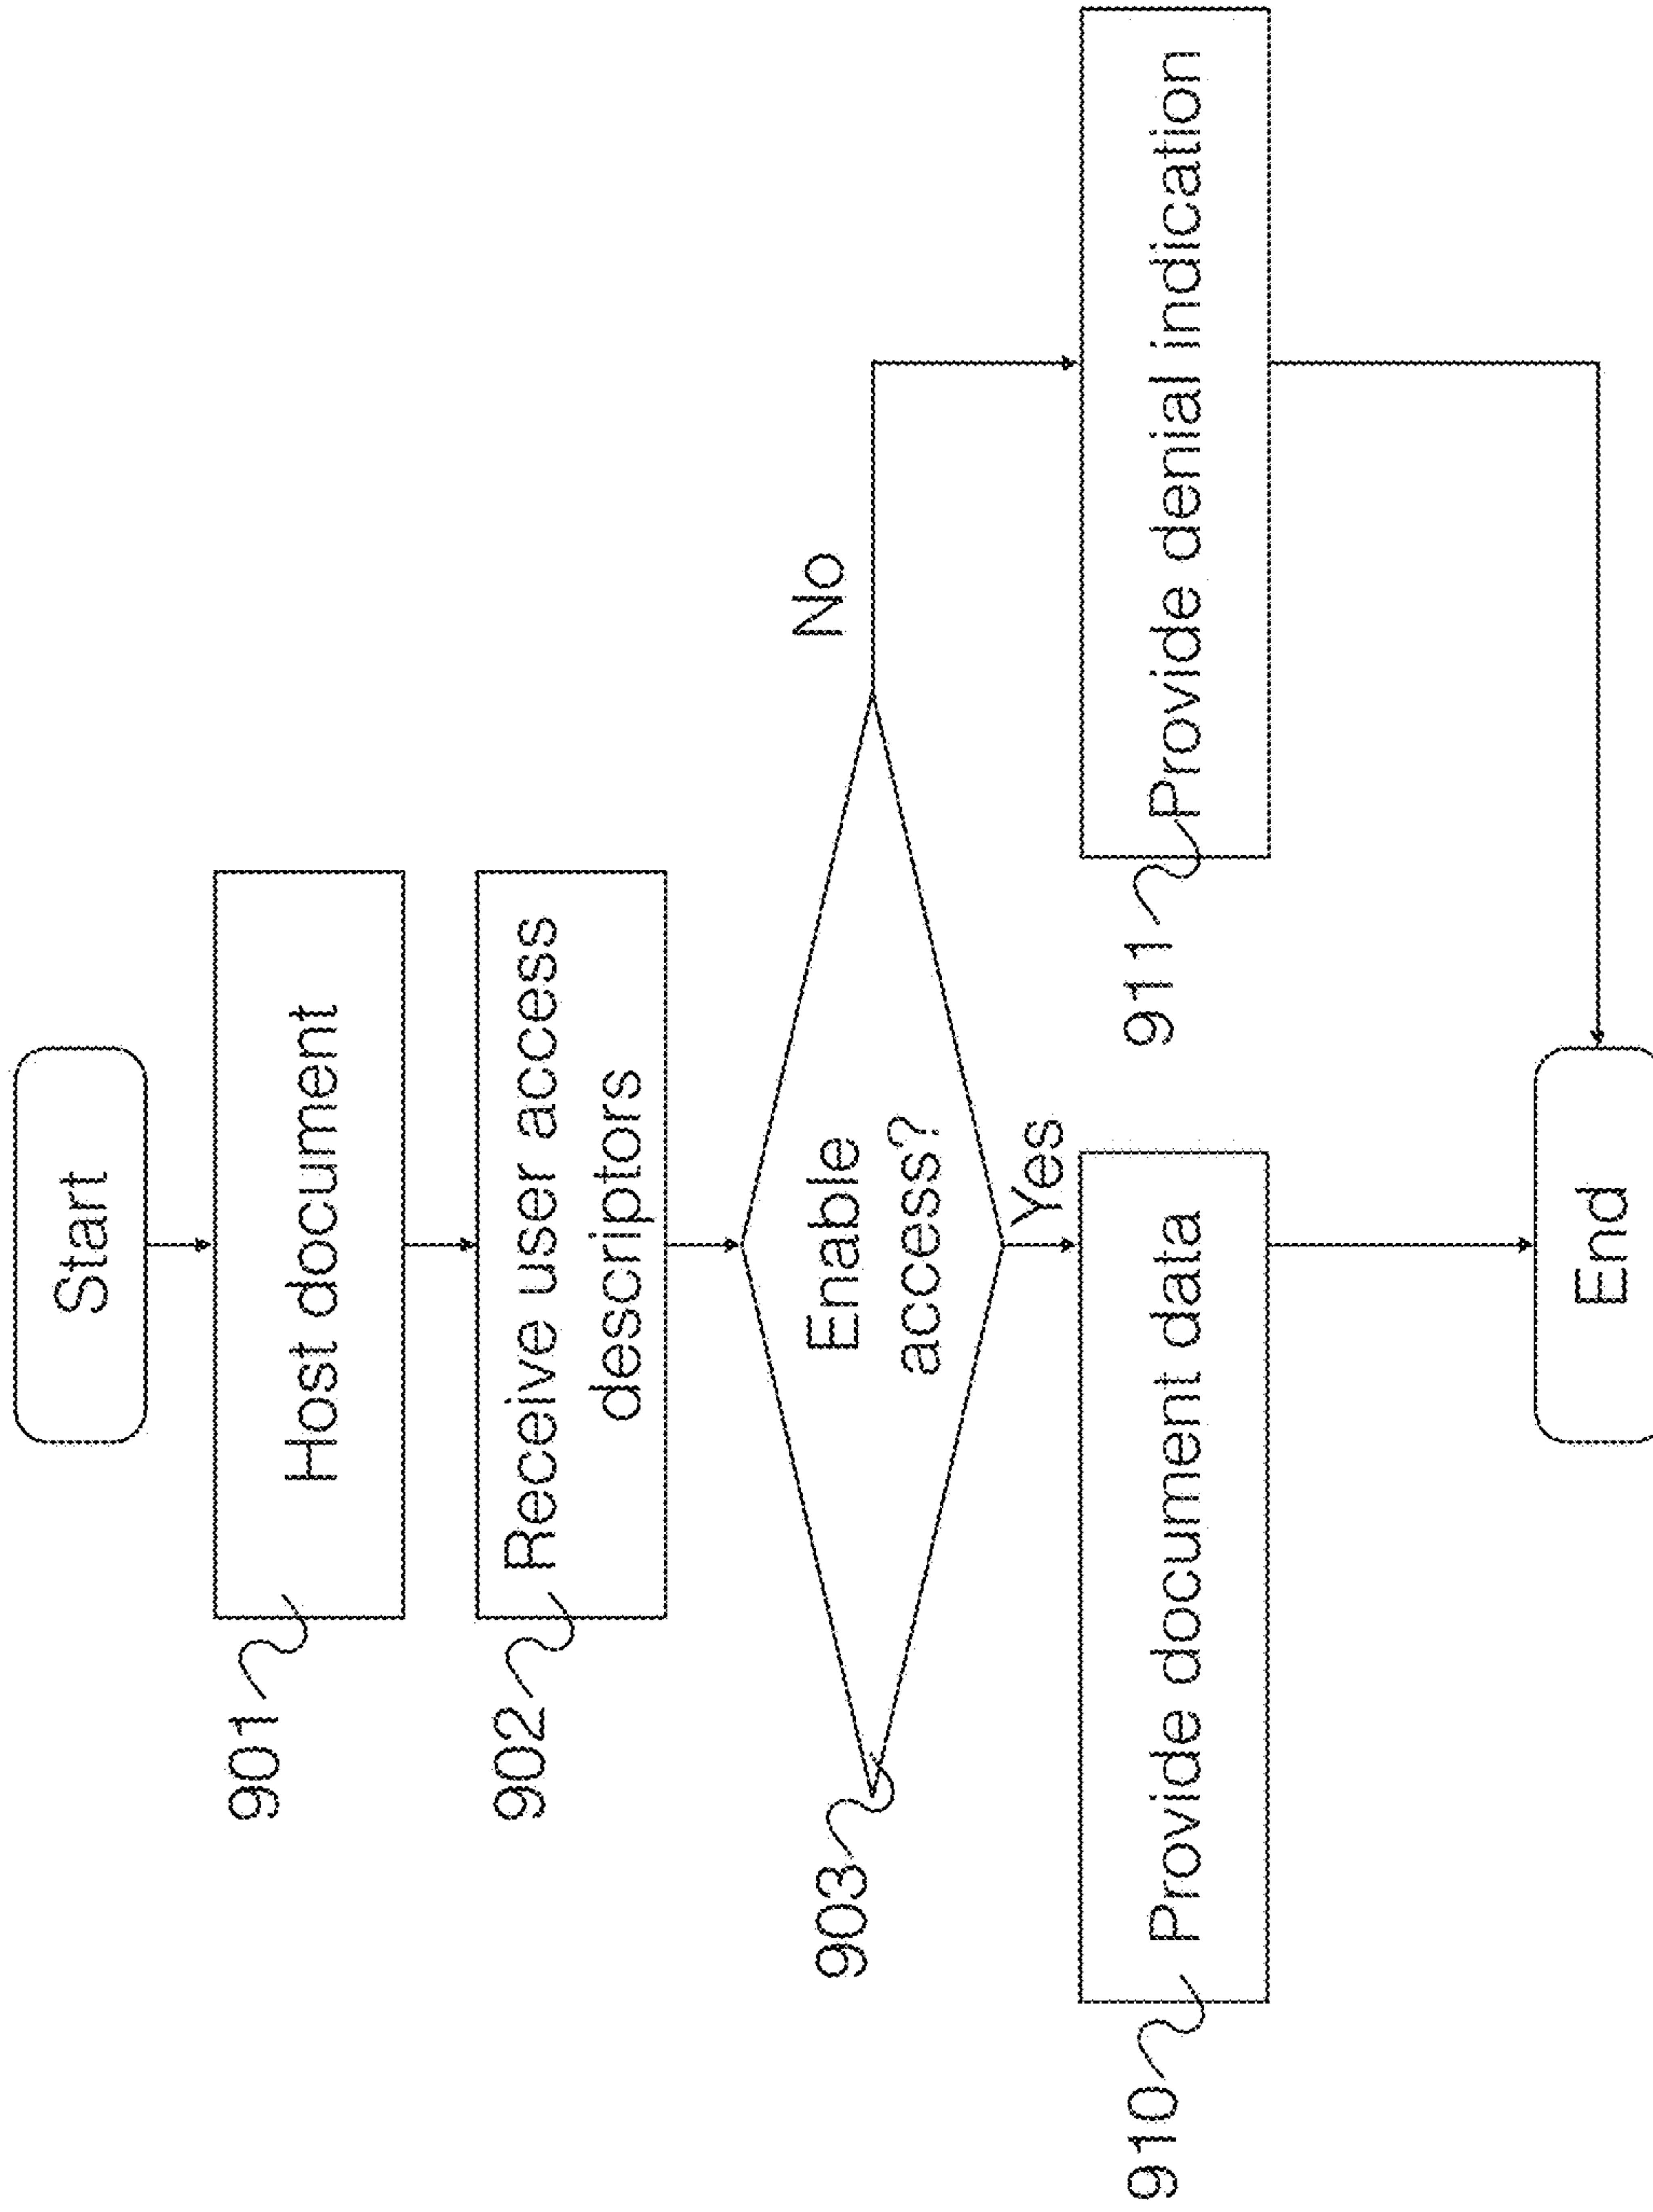 Start
901
Host document
902
Receive user access
descriptors
903
Enable
access?
No
Yes
910
Provide document data
911
Provide denial indication
End